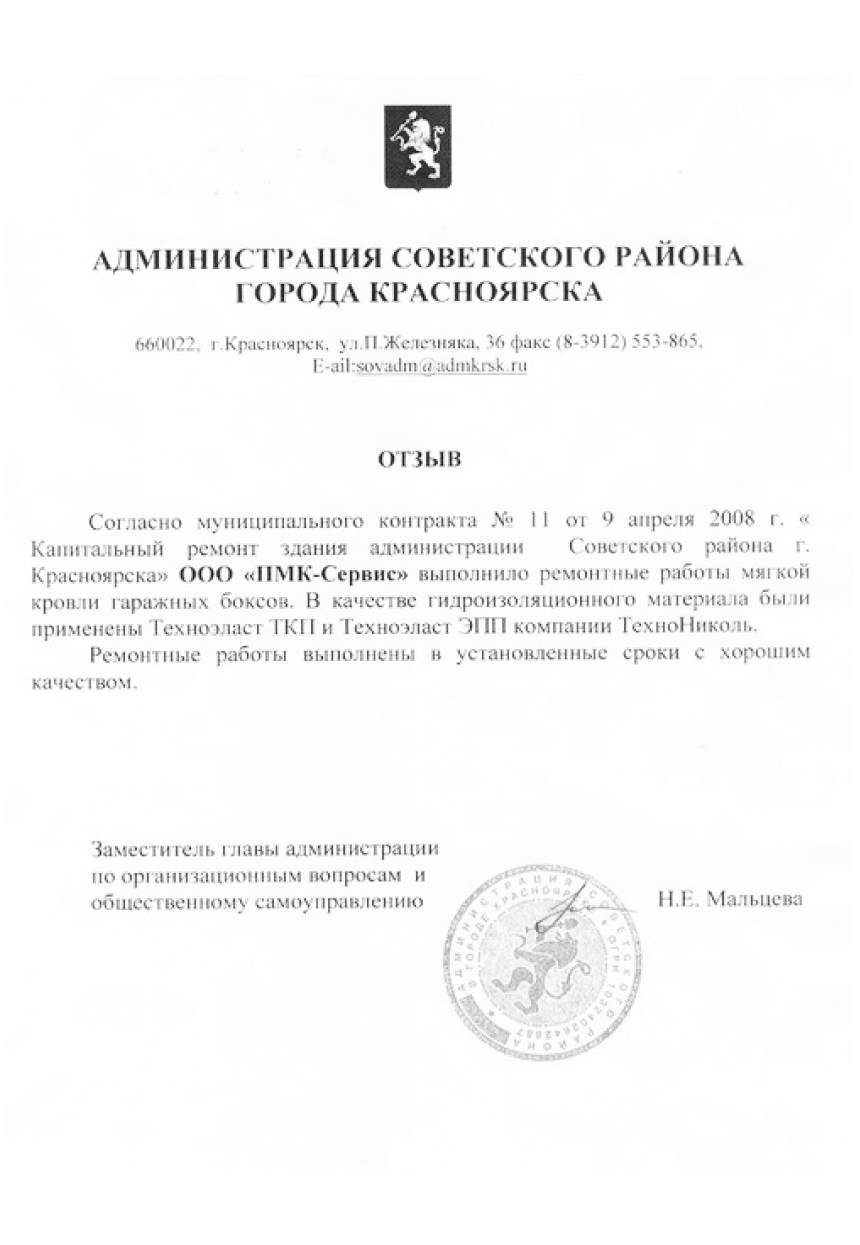 АДМИНИСТРАЦИЯ СОВЕТСКОГО РАЙОНА
ГОРОДА КРАСНОЯРСКА
660022, г.Красноярск, ул.П.Железняка, 36 факс (8-3912) 553-865,
E-ail:sovadm@admkrsk.ru
ОТЗЫВ
Согласно муниципального контракта № 11 от 9 апреля 2008 г. «
Капитальный ремонт здания администрации Советского района г.
Красноярска» ООО «ПМК-Сервис» выполнило ремонтные работы мягкой
кровли гаражных боксов. В качестве гидроизоляционного материала были
применены Техноэласт ТКП и Техноэласт ЭПП компании ТехноНиколь.
Ремонтные работы выполнены в установленные сроки с хорошим
качеством.
Заместитель главы администрации
по организационным вопросам и
общественному самоуправлению
Н.Е. Мальцева
АДМИНИСТРАЦИЯ СОВЕТСКОГО РАЙОНА
В ГОРОДЕ КРАСНОЯРСКЕ * ОГРН